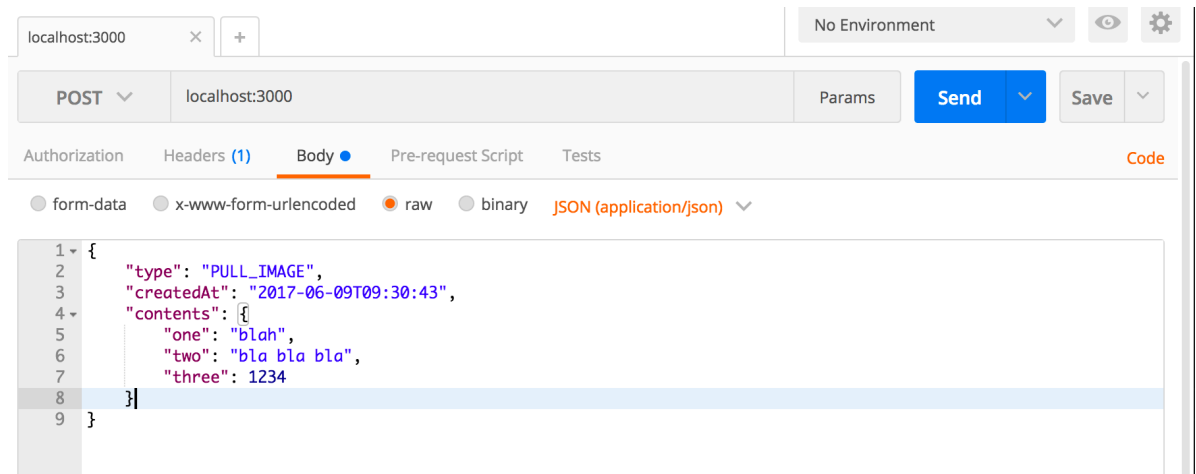 localhost:3000 × + No Environment
POST localhost:3000 Params Send Save
Authorization Headers (1) Body Pre-request Script Tests Code
form-data x-www-form-urlencoded raw binary JSON (application/json)
1 {
2 "type": "PULL_IMAGE",
3 "createdAt": "2017-06-09T09:30:43",
4 "contents": {
5 "one": "blah",
6 "two": "bla bla bla",
7 "three": 1234
8 }
9 }